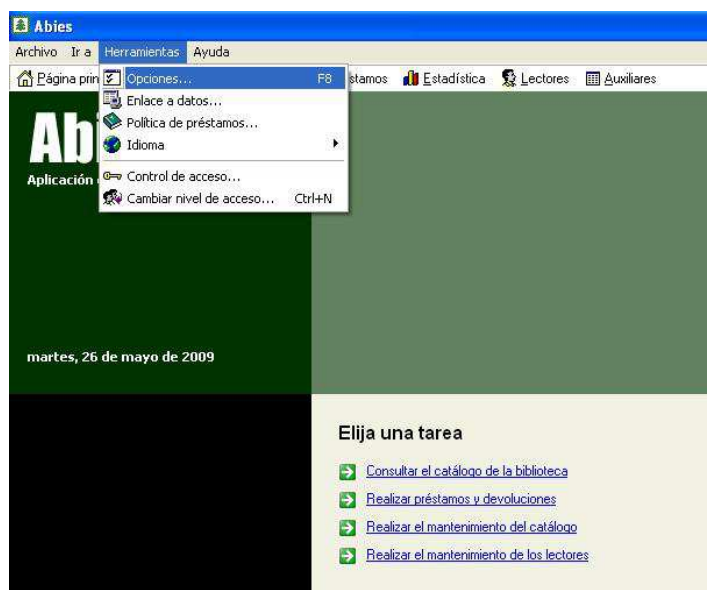 Abies
Archivo Ir a Herramientas Ayuda
Página prin
stamos Estadística Lectores Auxiliares
Opciones... F8
Enlace a datos...
Política de préstamos...
Idioma
Control de acceso...
Cambiar nivel de acceso... Ctrl+N
Abi
Aplicación
martes, 26 de mayo de 2009
Elija una tarea
Consultar el catálogo de la biblioteca
Realizar préstamos y devoluciones
Realizar el mantenimiento del catálogo
Realizar el mantenimiento de los lectores